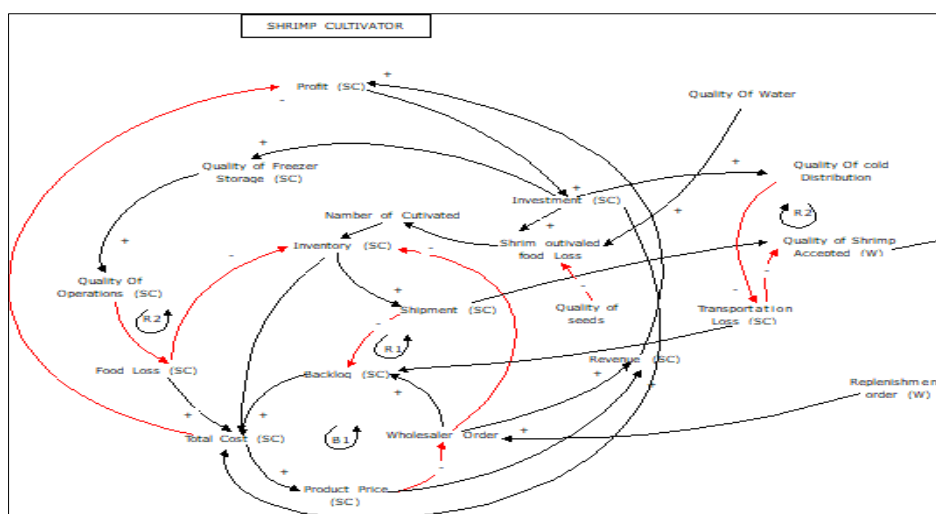 SHRIMP CULTIVATOR
+
Profit (SC)
-
Quality Of Water
+
Quality of Freezer
Storage (SC)
+
Quality Of cold
Distribution
+
Investment (SC)
R2
Namber of Cutivated
+
+
Inventory (SC)
-
-
Shrim outivaled
food Loss
Quality of Shrimp
Accepted (W)
+
Quality Of
Operations (SC)
+
-
-
-
Shipment (SC)
Quality of
seeds
Transportation
Loss (SC)
R2
-
R1
Food Loss (SC)
Backlog (SC)
Revenue (SC)
+
+
+
Replenishmen
order (W)
+
+
Total Cost (SC)
B1
Wholesaler Order
+
-
+
Product Price
(SC)
+